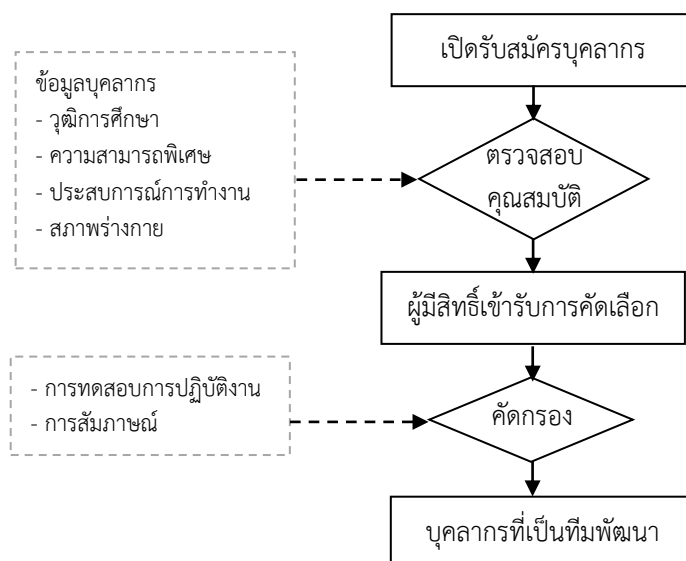 เปิดรับสมัครบุคลากร
ข้อมูลบุคลากร
- วุฒิการศึกษา
- ความสามารถพิเศษ
- ประสบการณ์การทำงาน
- สภาพร่างกาย
ตรวจสอบ
คุณสมบัติ
ผู้มีสิทธิ์เข้ารับการคัดเลือก
- การทดสอบการปฏิบัติงาน
- การสัมภาษณ์
คัดกรอง
บุคลากรที่เป็นทีมพัฒนา